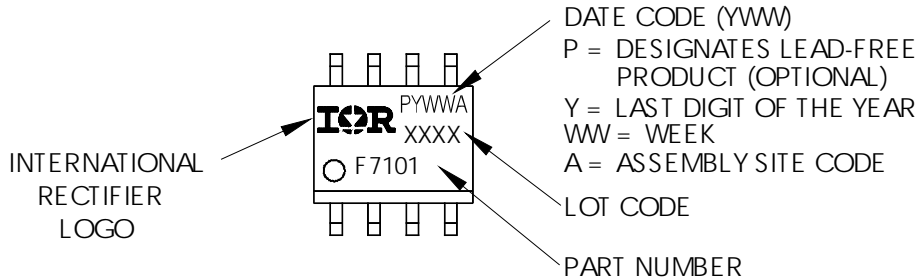 DATE CODE (YWW)
P = DESIGNATES LEAD-FREE
PRODUCT (OPTIONAL)
Y = LAST DIGIT OF THE YEAR
WW = WEEK
A = ASSEMBLY SITE CODE
LOT CODE
PART NUMBER
INTERNATIONAL
RECTIFIER
LOGO
IOR
PYWWA
XXXX
F7101